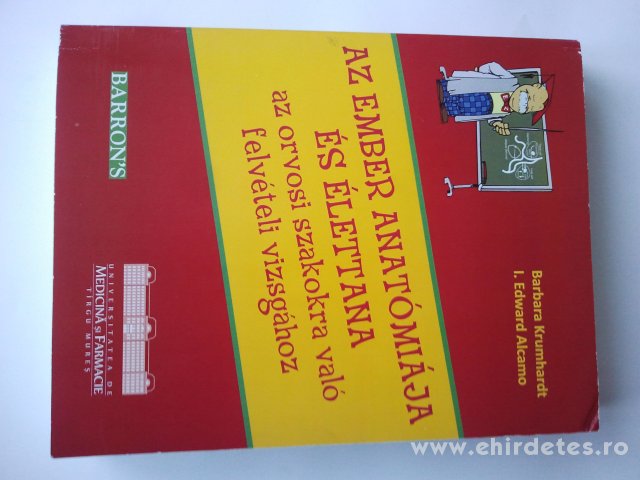 Barbara Krumhardt
I. Edward Alcamo
AZ EMBER ANATÓMIÁJA
ÉS ÉLETTANA
az orvosi szakokra való
felvételi vizsgához
BARRON'S
UNIVERSITATEA DE
MEDICINĂ ȘI FARMACIE
TÎRGU MUREȘ
www.ehirdetes.ro